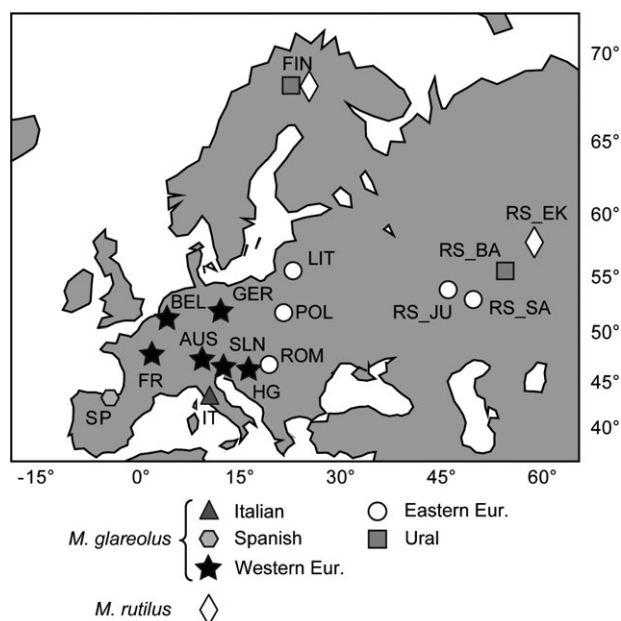 FIN
70°
65°
60°
RS_EK
RS_BA
LIT
55°
BEL GER
POL
RS_JU RS_SA
50°
AUS SLN
ROM
FR
HG
45°
SP
IT
40°
-15° 0° 15° 30° 45° 60°
M. glareolus
Italian
Spanish
Western Eur.
Eastern Eur.
Ural
M. rutilus